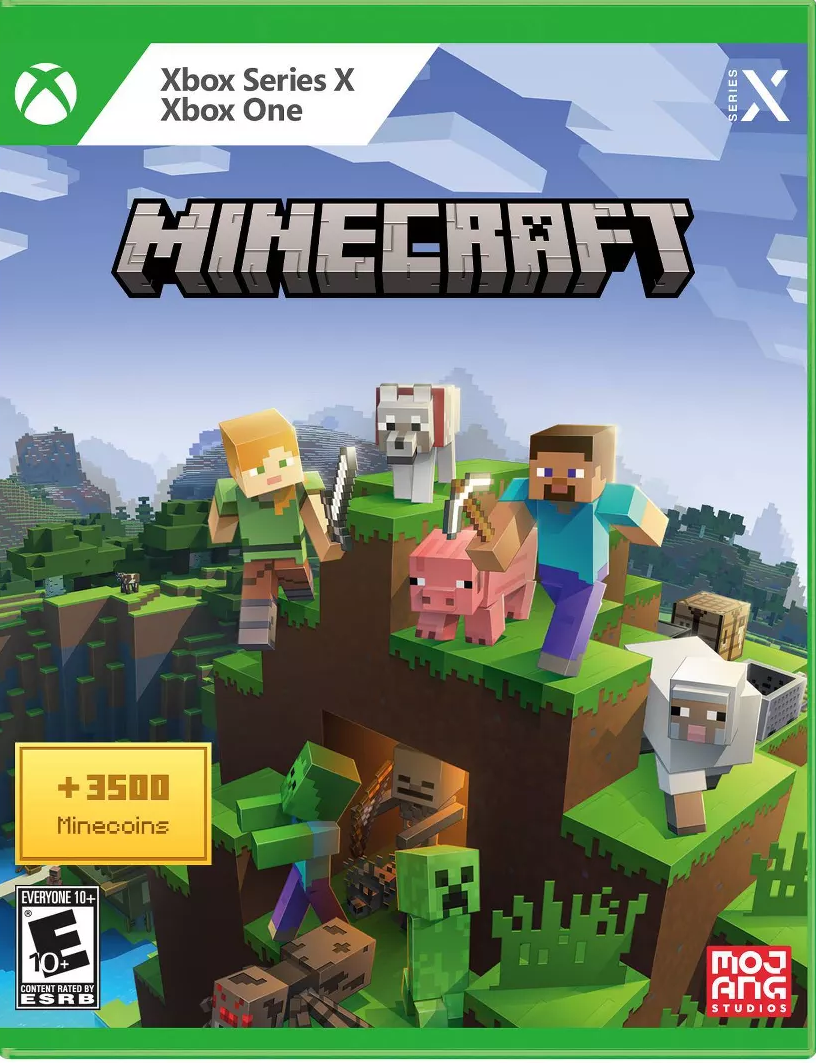 Xbox Series X
Xbox One
SERIES X
MINECRAFT
+3500
Minecoins
EVERYONE 10+
®
E
10+
CONTENT RATED BY
ESRB
MOJ
ANG
STUDIOS